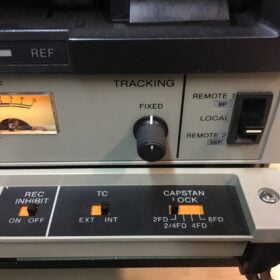 REF
TRACKING
FIXED
REMOTE 1
9P
LOCAL
REMOTE 2
36P
REC
INHIBIT
ON OFF
TC
EXT INT
CAPSTAN
LOCK
2FD 8FD
2/4FD 4FD